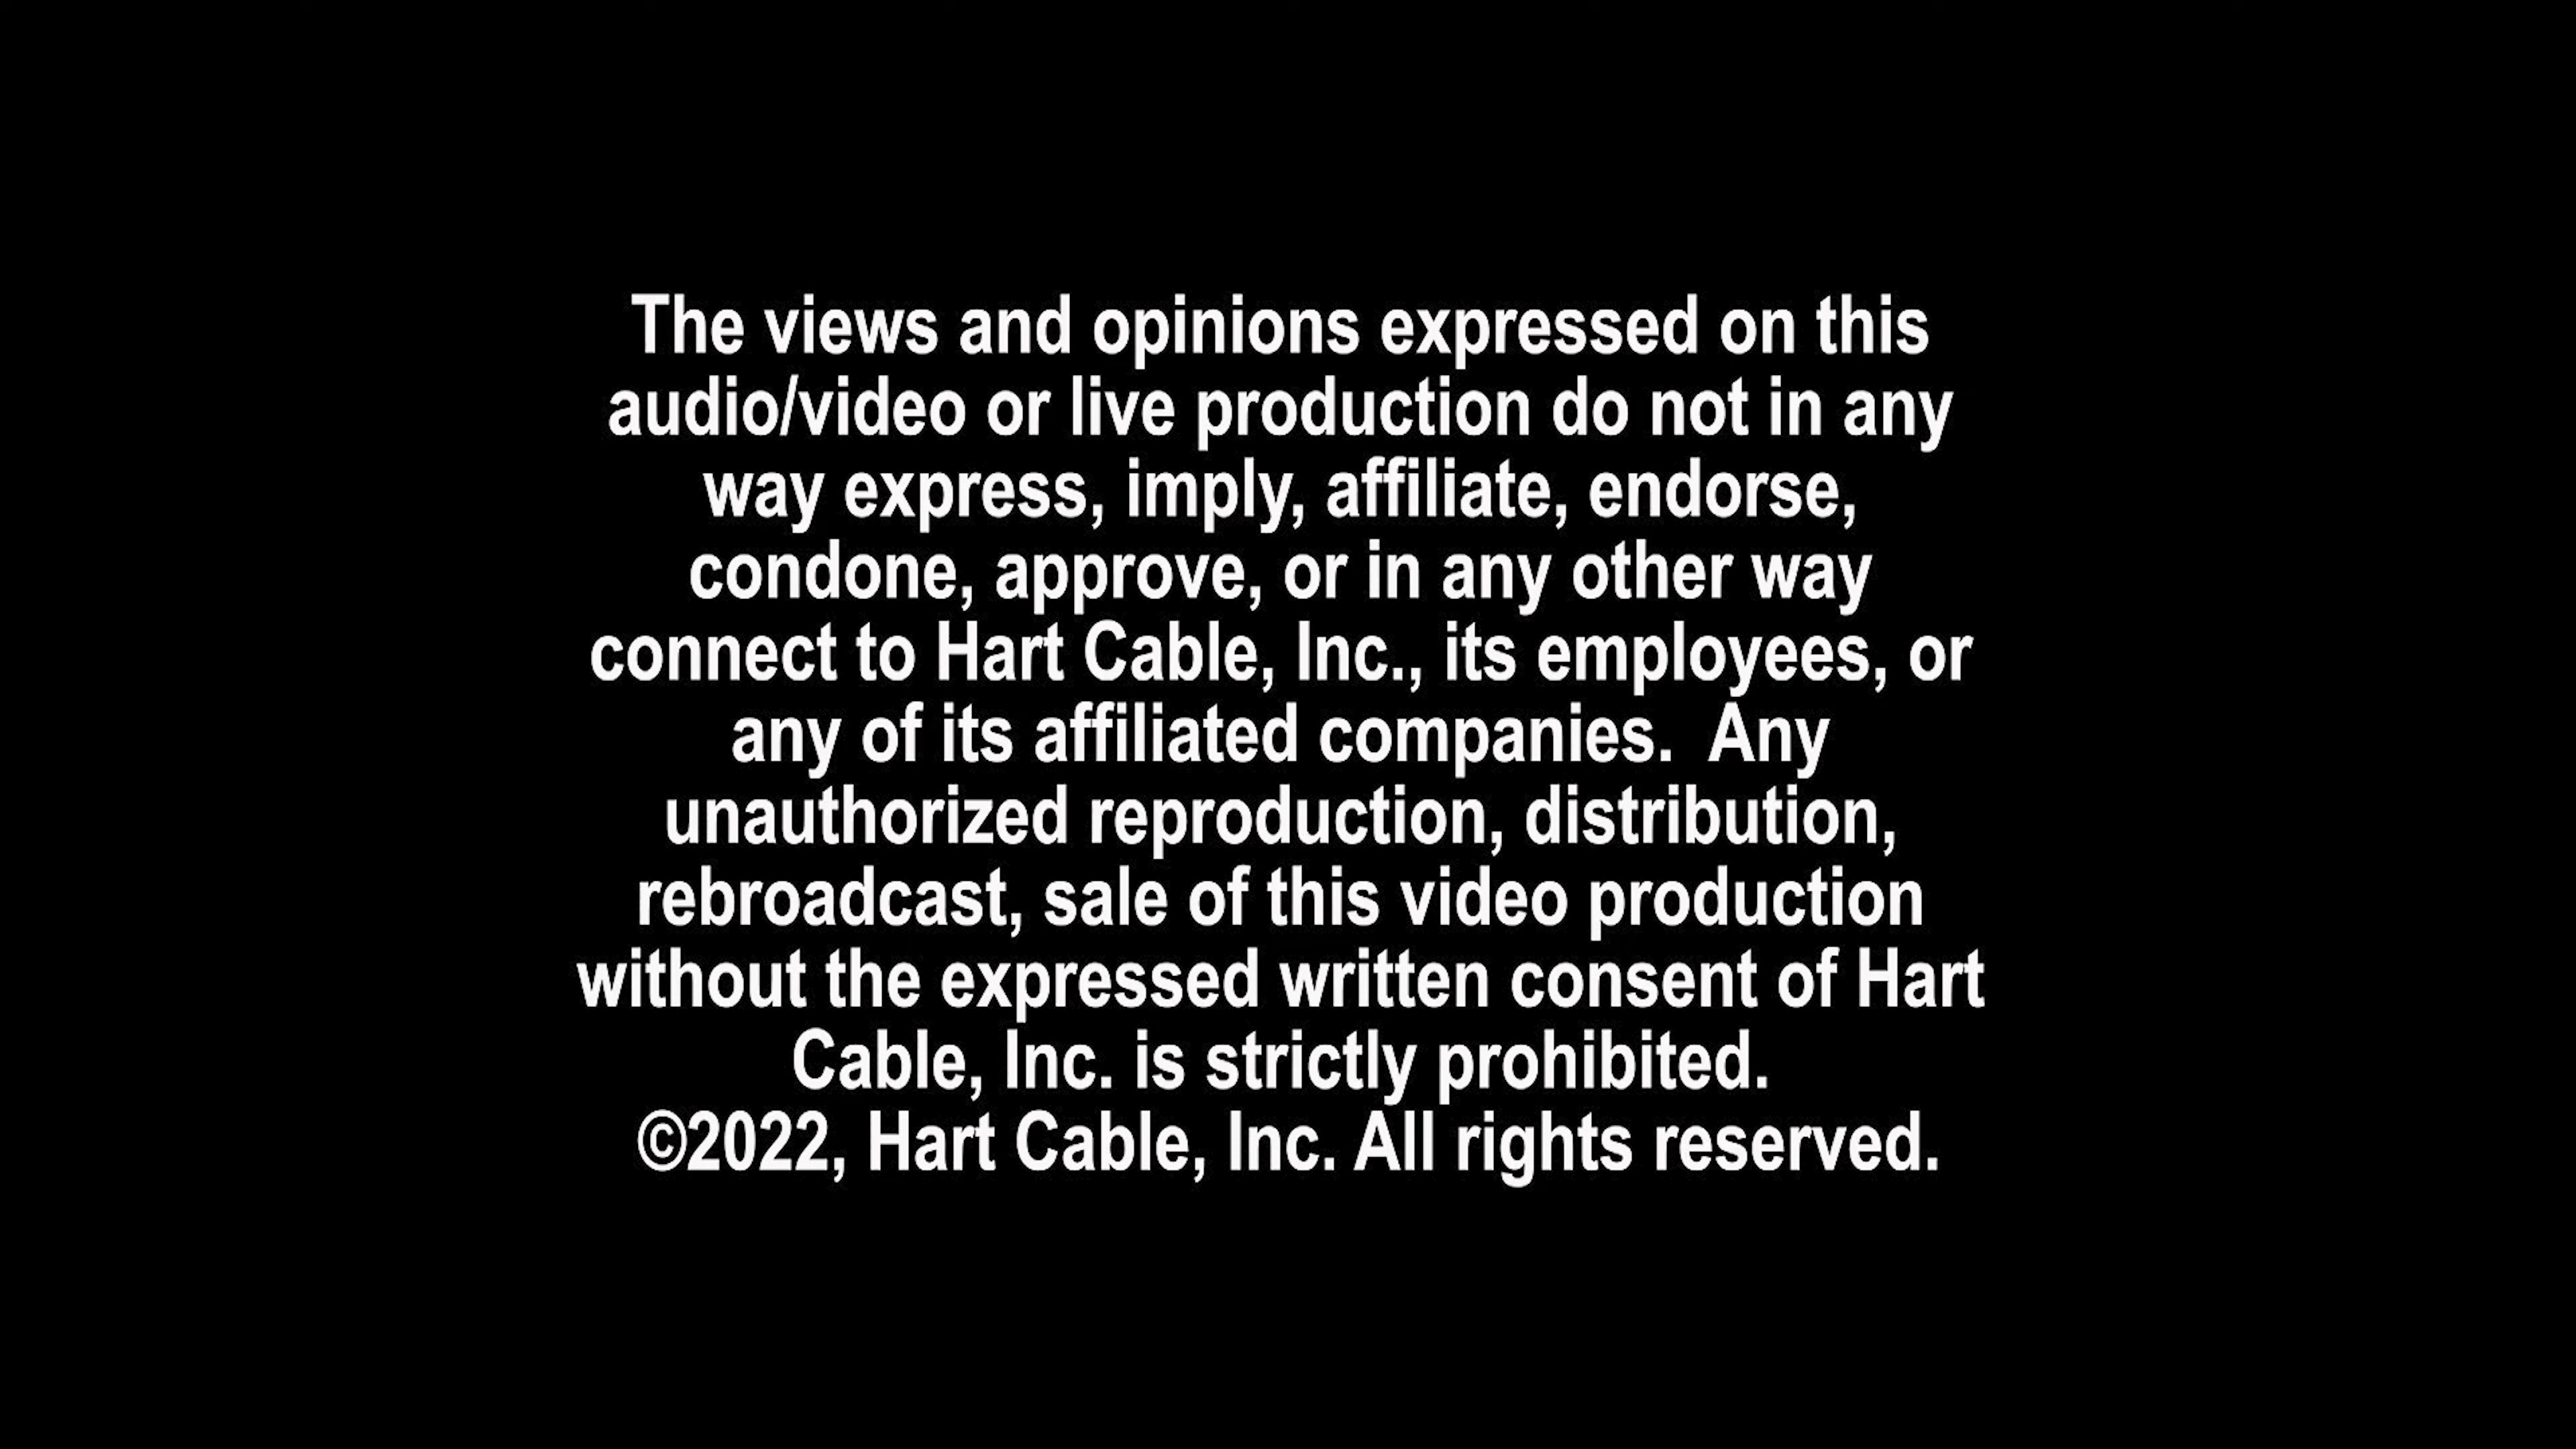 The views and opinions expressed on this
audio/video or live production do not in any
way express, imply, affiliate, endorse,
condone, approve, or in any other way
connect to Hart Cable, Inc., its employees, or
any of its affiliated companies.  Any
unauthorized reproduction, distribution,
rebroadcast, sale of this video production
without the expressed written consent of Hart
Cable, Inc. is strictly prohibited.
©2022, Hart Cable, Inc. All rights reserved.